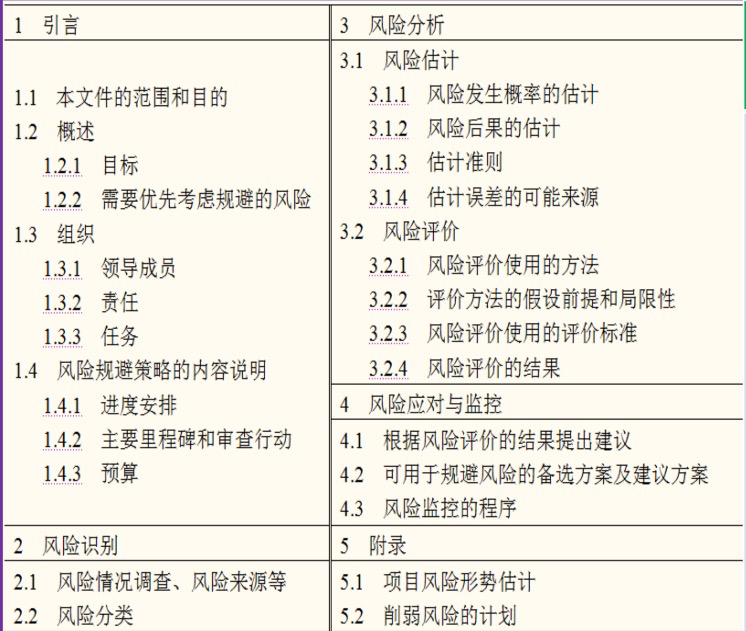 1 引言
1.1 本文件的范围和目的
1.2 概述
1.2.1 目标
1.2.2 需要优先考虑规避的风险
1.3 组织
1.3.1 领导成员
1.3.2 责任
1.3.3 任务
1.4 风险规避策略的内容说明
1.4.1 进度安排
1.4.2 主要里程碑和审查行动
1.4.3 预算
2 风险识别
2.1 风险情况调查、风险来源等
2.2 风险分类
3 风险分析
3.1 风险估计
3.1.1 风险发生概率的估计
3.1.2 风险后果的估计
3.1.3 估计准则
3.1.4 估计误差的可能来源
3.2 风险评价
3.2.1 风险评价使用的方法
3.2.2 评价方法的假设前提和局限性
3.2.3 风险评价使用的评价标准
3.2.4 风险评价的结果
4 风险应对与监控
4.1 根据风险评价的结果提出建议
4.2 可用于规避风险的备选方案及建议方案
4.3 风险监控的程序
5 附录
5.1 项目风险形势估计
5.2 削弱风险的计划